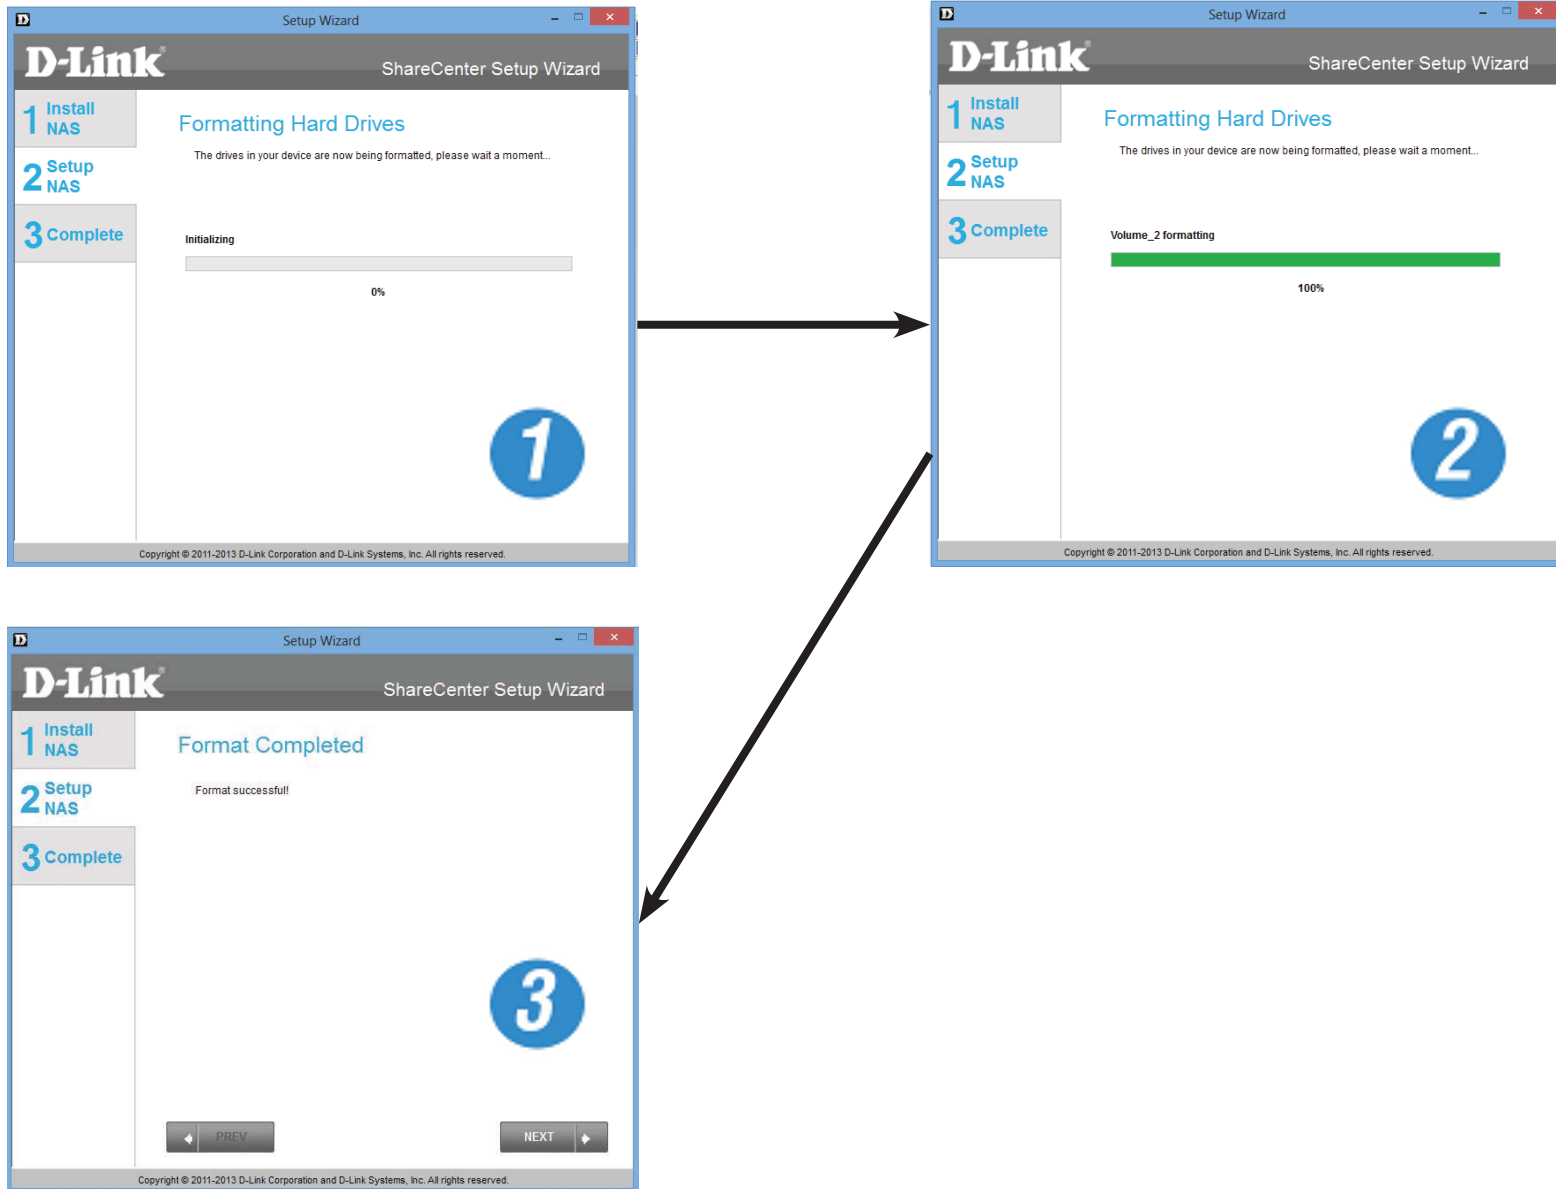 Setup Wizard
D-Link®
ShareCenter Setup Wizard
1 Install NAS
2 Setup NAS
3 Complete
Formatting Hard Drives
The drives in your device are now being formatted, please wait a moment...
Initializing
0%
1
Copyright © 2011-2013 D-Link Corporation and D-Link Systems, Inc. All rights reserved.
Setup Wizard
D-Link®
ShareCenter Setup Wizard
1 Install NAS
2 Setup NAS
3 Complete
Formatting Hard Drives
The drives in your device are now being formatted, please wait a moment...
Volume_2 formatting
100%
2
Copyright © 2011-2013 D-Link Corporation and D-Link Systems, Inc. All rights reserved.
Setup Wizard
D-Link®
ShareCenter Setup Wizard
1 Install NAS
2 Setup NAS
3 Complete
Format Completed
Format successful!
3
PREV
NEXT
Copyright © 2011-2013 D-Link Corporation and D-Link Systems, Inc. All rights reserved.